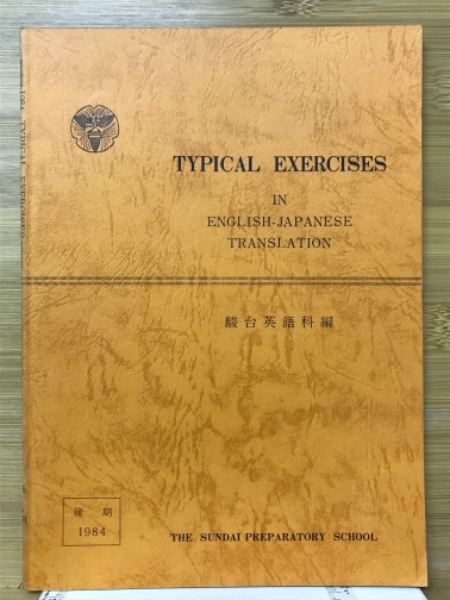 TYPICAL EXERCISES
IN
ENGLISH-JAPANESE
TRANSLATION
駿台英語科編
後期
1984
THE SUNDAI PREPARATORY SCHOOL